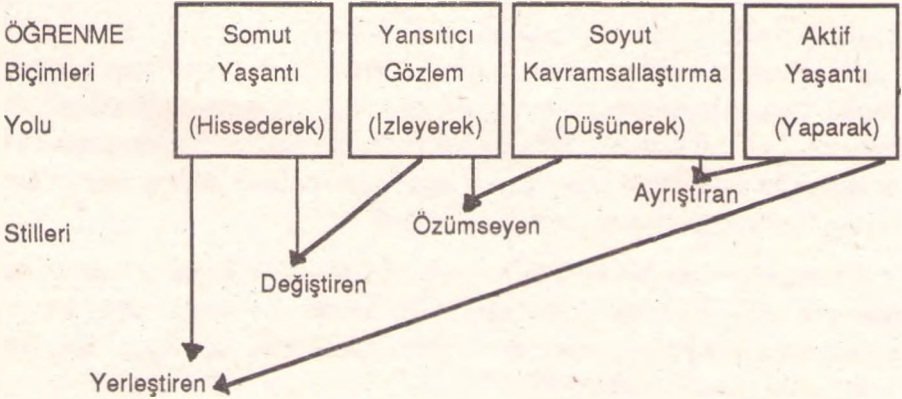 ÖĞRENME Somut Yansıtıcı Soyut Aktif
Biçimleri Yaşantı Gözlem Kavramsallaştırma Yaşantı
Yolu (Hissederek) (İzleyerek) (Düşünerek) (Yaparak)
Ayrıştıran
Özümseyen
Stilleri
Değiştiren
Yerleştiren